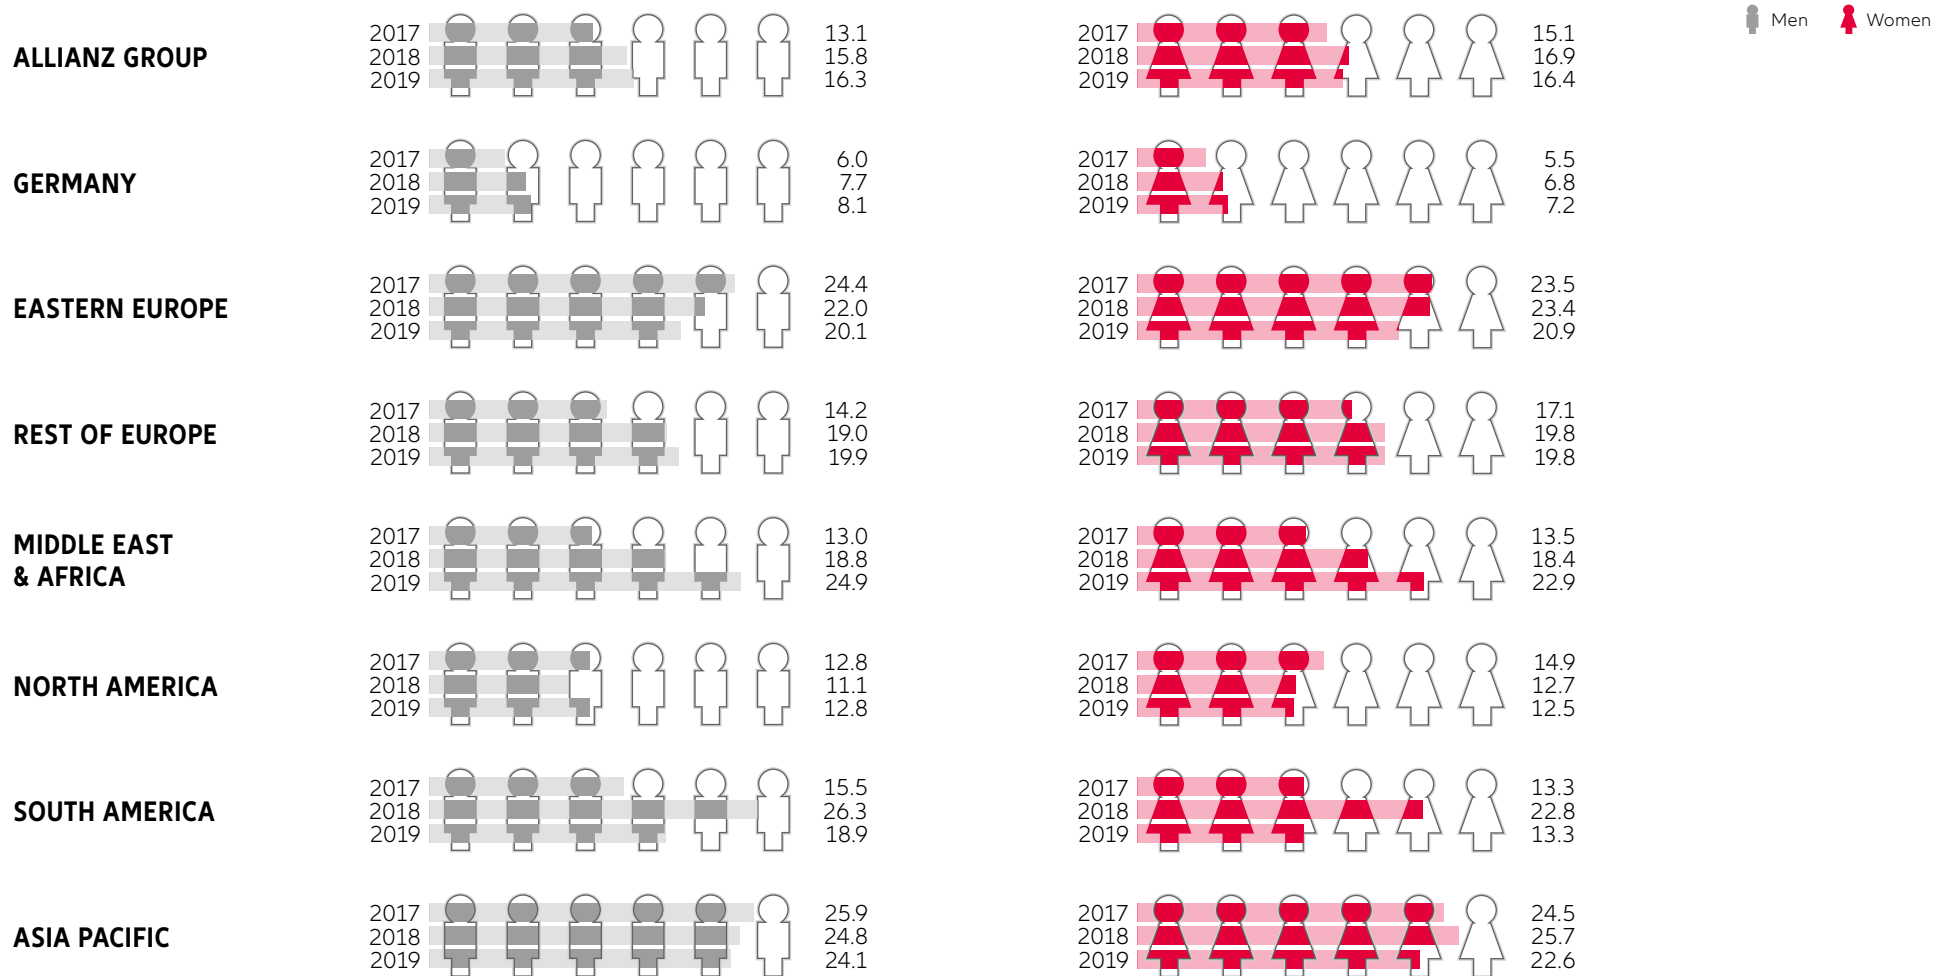 Men Women
ALLIANZ GROUP
2017 13.1 2017 15.1
2018 15.8 2018 16.9
2019 16.3 2019 16.4
GERMANY
2017 6.0 2017 5.5
2018 7.7 2018 6.8
2019 8.1 2019 7.2
EASTERN EUROPE
2017 24.4 2017 23.5
2018 22.0 2018 23.4
2019 20.1 2019 20.9
REST OF EUROPE
2017 14.2 2017 17.1
2018 19.0 2018 19.8
2019 19.9 2019 19.8
MIDDLE EAST
& AFRICA
2017 13.0 2017 13.5
2018 18.8 2018 18.4
2019 24.9 2019 22.9
NORTH AMERICA
2017 12.8 2017 14.9
2018 11.1 2018 12.7
2019 12.8 2019 12.5
SOUTH AMERICA
2017 15.5 2017 13.3
2018 26.3 2018 22.8
2019 18.9 2019 13.3
ASIA PACIFIC
2017 25.9 2017 24.5
2018 24.8 2018 25.7
2019 24.1 2019 22.6